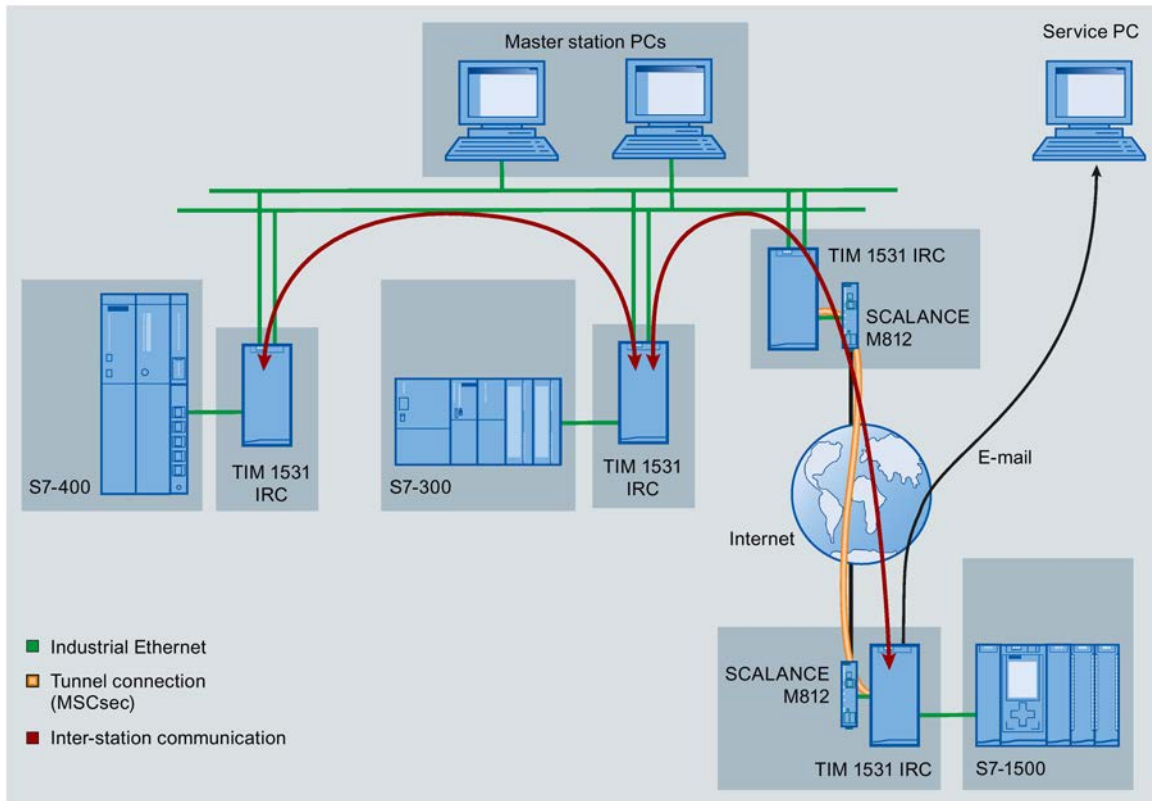 Master station PCs
Service PC
TIM 1531 IRC
SCALANCE
M812
S7-400
TIM 1531
IRC
S7-300
TIM 1531
IRC
E-mail
Internet
Industrial Ethernet
Tunnel connection
(MSCsec)
Inter-station communication
SCALANCE
M812
TIM 1531 IRC
S7-1500